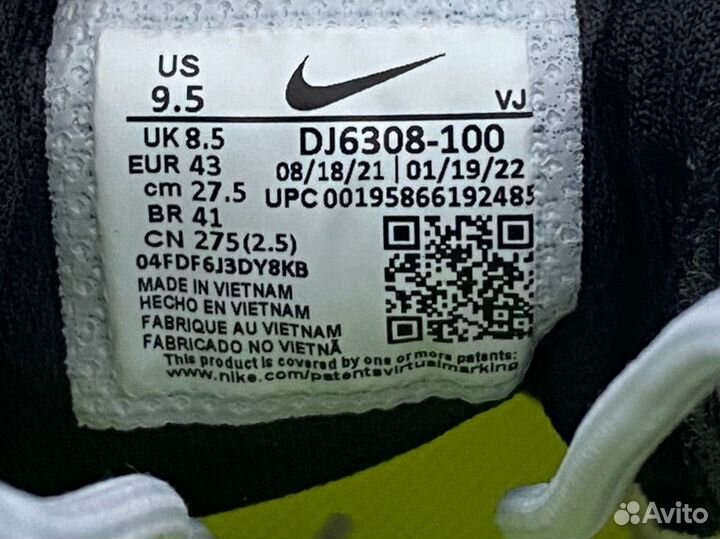 US
9.5
VJ
UK 8.5
DJ6308-100
EUR 43
08/18/21 | 01/19/22
cm 27.5
UPC 00195866192485
BR 41
CN 275(2.5)
04FDF6J3DY8KB
MADE IN VIETNAM
HECHO EN VIETNAM
FABRIQUE AU VIETNAM
FABRICADO NO VIETNÃ
This product is covered by one or more patents:
www.nike.com/patentsvirtualmarking
Avito